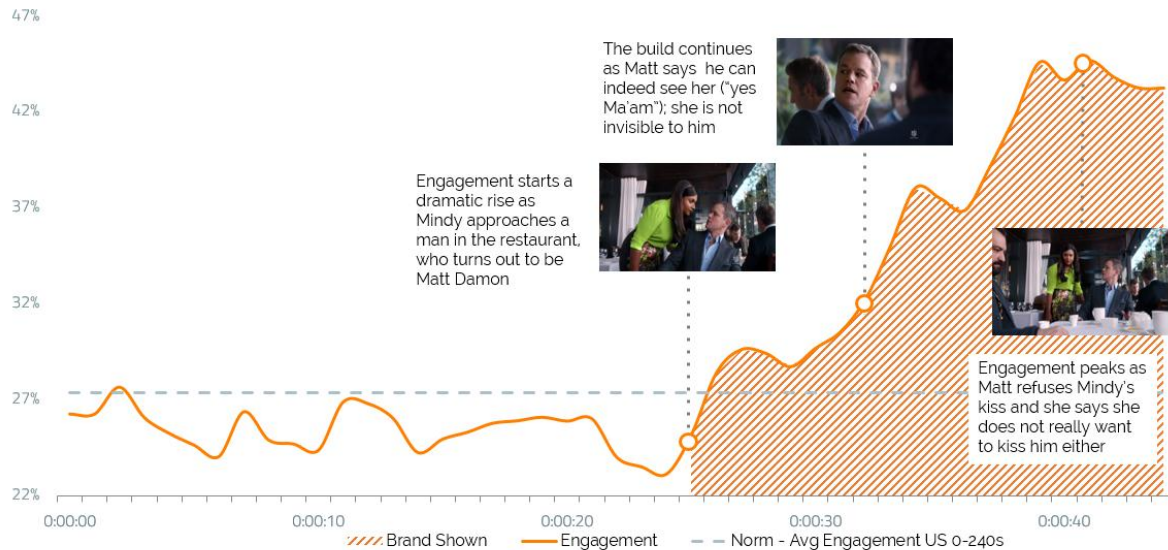 47%
The build continues
as Matt says he can
indeed see her ("yes
Ma'am"); she is not
invisible to him
42%
Engagement starts a
dramatic rise as
Mindy approaches a
man in the restaurant,
who turns out to be
Matt Damon
37%
32%
Engagement peaks as
Matt refuses Mindy's
kiss and she says she
does not really want
to kiss him either
27%
22%
0:00:00 0:00:10 0:00:20 0:00:30 0:00:40
Brand Shown Engagement Norm - Avg Engagement US 0-240s